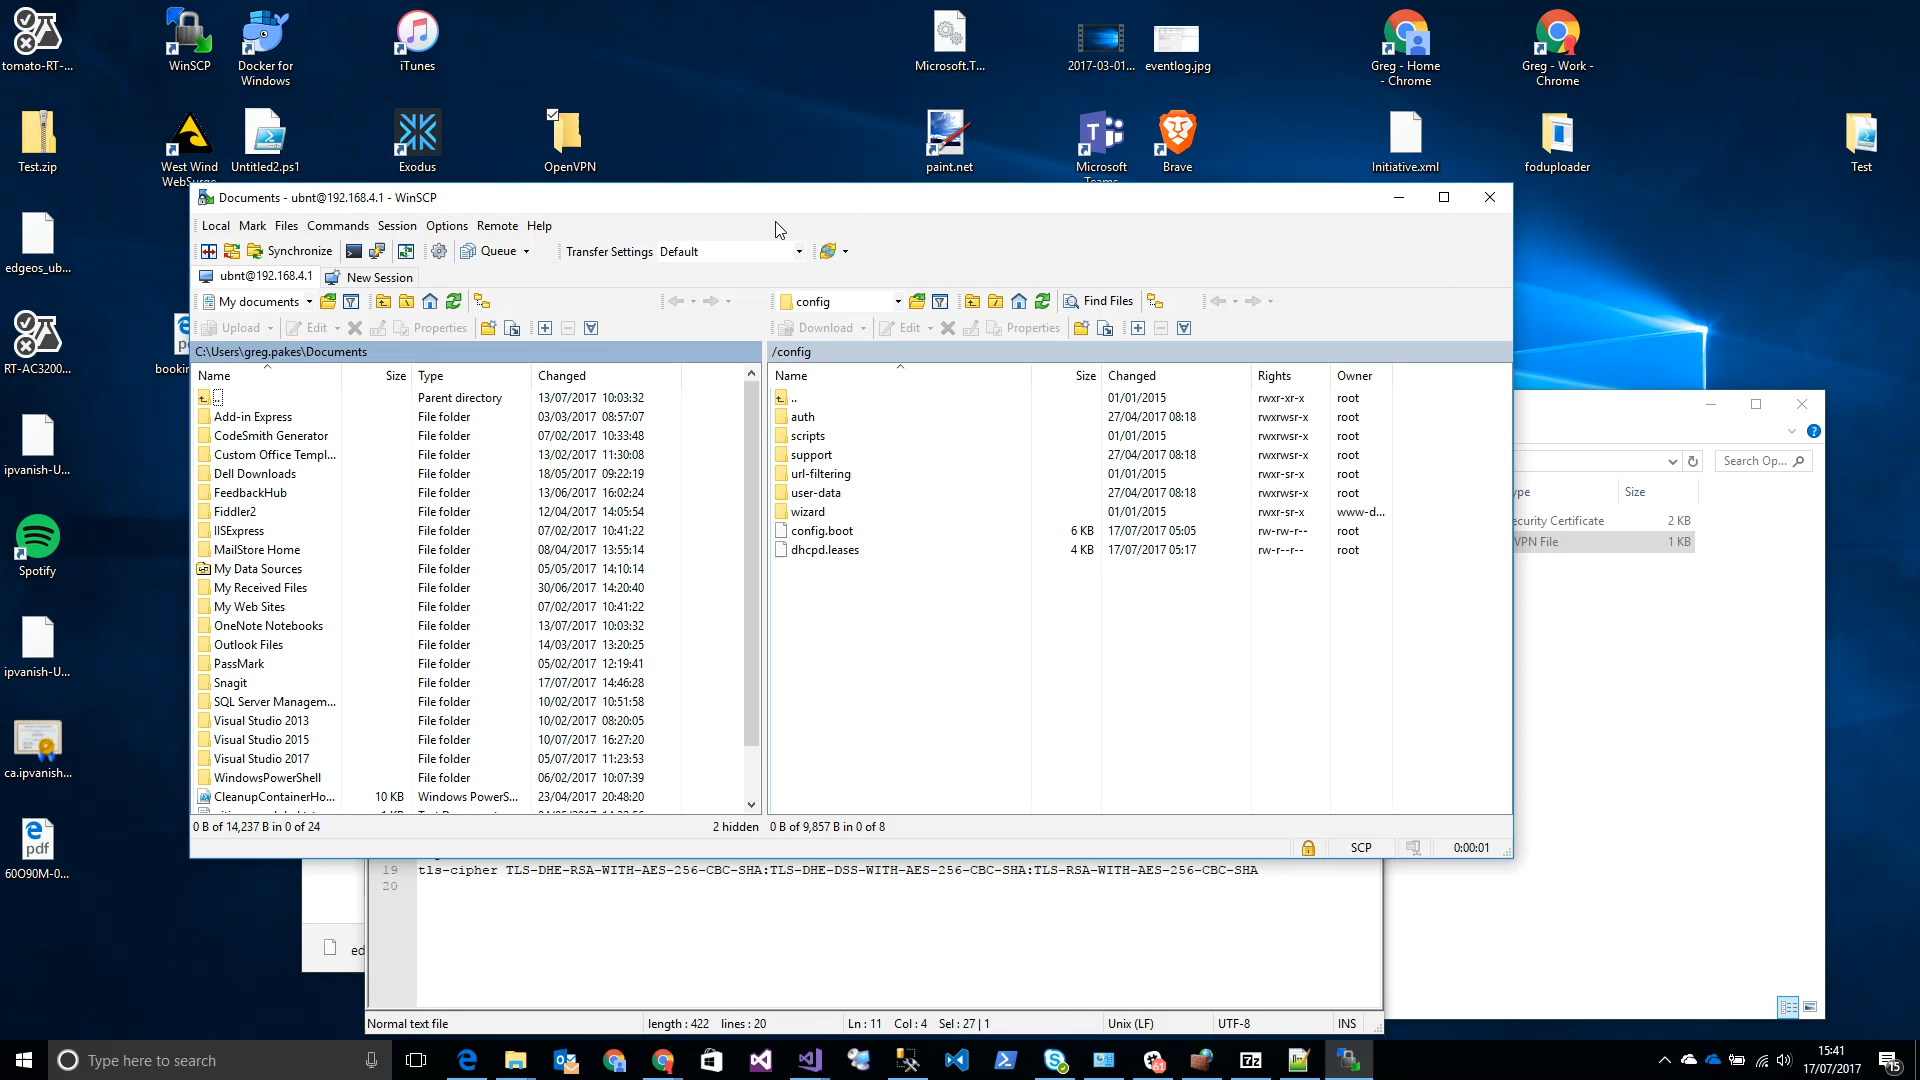 tomato-RT-...
WinSCP
Docker for
Windows
iTunes
Microsoft.T...
2017-03-01...
eventlog.jpg
Greg - Home
- Chrome
Greg - Work -
Chrome
Test.zip
West Wind
Untitled2.ps1
Exodus
OpenVPN
paint.net
Microsoft
Brave
Initiative.xml
foduploader
Test
edgeos_ub...
RT-AC3200...
ipvanish-U...
Spotify
ipvanish-U...
ca.ipvanish...
pdf
60O90M-0...
bookin
Documents - ubnt@192.168.4.1 - WinSCP
Local Mark Files Commands Session Options Remote Help
Synchronize Queue Transfer Settings Default
ubnt@192.168.4.1 New Session
My documents config Find Files
Upload Edit Properties Download Edit Properties
C:\Users\greg.pakes\Documents
Name Size Type Changed
.. Parent directory 13/07/2017 10:03:32
Add-in Express File folder 03/03/2017 08:57:07
CodeSmith Generator File folder 07/02/2017 10:33:48
Custom Office Templ... File folder 13/02/2017 11:30:08
Dell Downloads File folder 18/05/2017 09:22:19
FeedbackHub File folder 13/06/2017 16:02:24
Fiddler2 File folder 12/04/2017 14:05:54
IISExpress File folder 07/02/2017 10:41:22
MailStore Home File folder 08/04/2017 13:55:14
My Data Sources File folder 05/05/2017 14:10:14
My Received Files File folder 30/06/2017 14:20:40
My Web Sites File folder 07/02/2017 10:41:22
OneNote Notebooks File folder 13/07/2017 10:03:32
Outlook Files File folder 14/03/2017 13:20:25
PassMark File folder 05/02/2017 12:19:41
Snagit File folder 17/07/2017 14:46:28
SQL Server Managem... File folder 10/02/2017 10:51:58
Visual Studio 2013 File folder 10/02/2017 08:20:05
Visual Studio 2015 File folder 10/07/2017 16:27:20
Visual Studio 2017 File folder 05/07/2017 11:23:53
WindowsPowerShell File folder 06/02/2017 10:07:39
CleanupContainerHo... 10 KB Windows PowerS... 23/04/2017 20:48:20
0 B of 14,237 B in 0 of 24 2 hidden
/config
Name Size Changed Rights Owner
.. 01/01/2015 rwxr-xr-x root
auth 27/04/2017 08:18 rwxrwsr-x root
scripts 01/01/2015 rwxrwsr-x root
support 27/04/2017 08:18 rwxrwsr-x root
url-filtering 01/01/2015 rwxr-sr-x root
user-data 27/04/2017 08:18 rwxrwsr-x root
wizard 01/01/2015 rwxr-sr-x www-d...
config.boot 6 KB 17/07/2017 05:05 rw-rw-r-- root
dhcpd.leases 4 KB 17/07/2017 05:17 rw-r--r-- root
0 B of 9,857 B in 0 of 8
SCP 0:00:01
Search Op...
ype Size
ecurity Certificate 2 KB
VPN File 1 KB
19 tls-cipher TLS-DHE-RSA-WITH-AES-256-CBC-SHA:TLS-DHE-DSS-WITH-AES-256-CBC-SHA:TLS-RSA-WITH-AES-256-CBC-SHA
20
ed
Normal text file length : 422 lines : 20 Ln : 11 Col : 4 Sel : 27 | 1 Unix (LF) UTF-8 INS
Type here to search
61
7z
15:41
17/07/2017
15